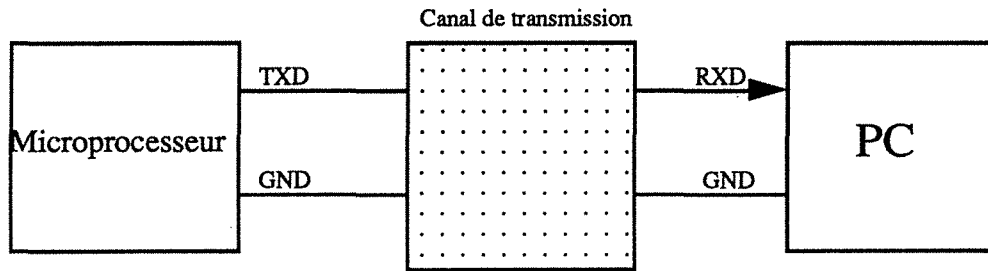 Canal de transmission
TXD
RXD
Microprocesseur
PC
GND
GND